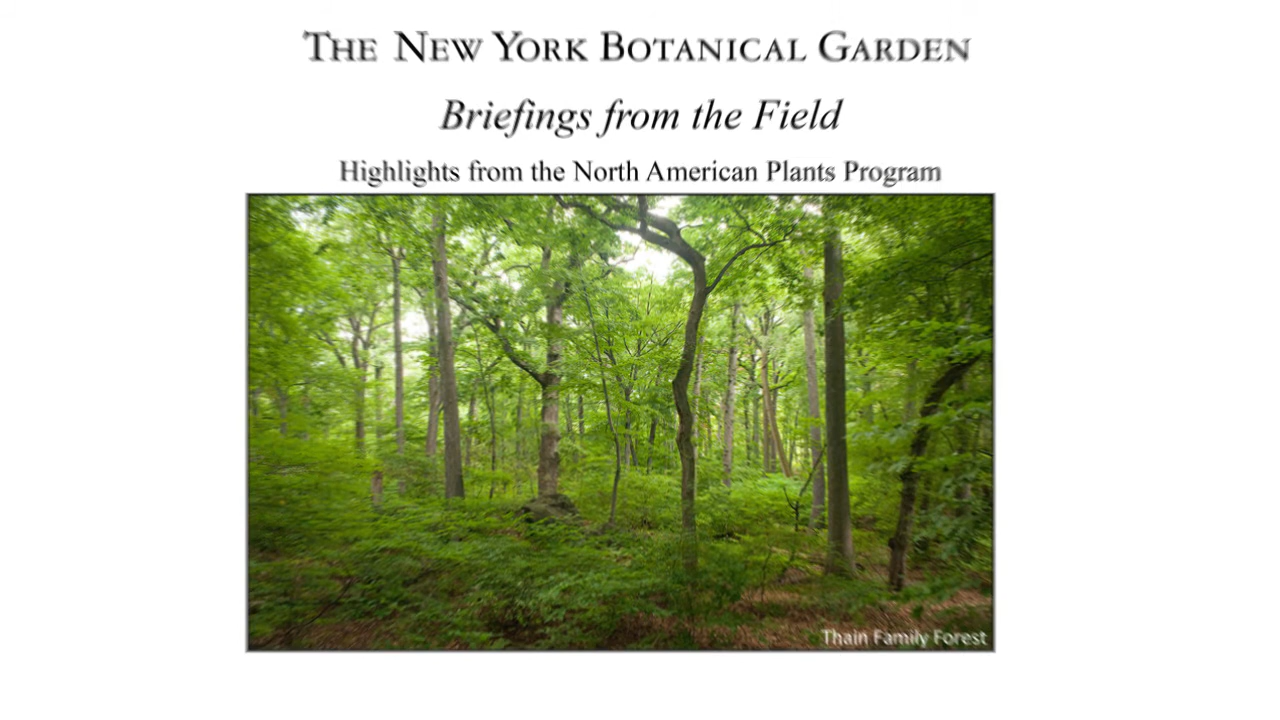 THE NEW YORK BOTANICAL GARDEN
Briefings from the Field
Highlights from the North American Plants Program
Thain Family Forest